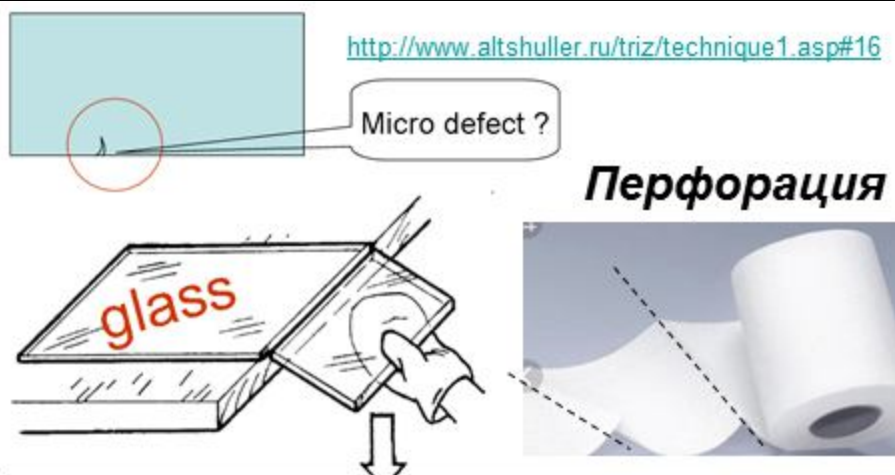 http://www.altshuller.ru/triz/technique1.asp#16
Micro defect ?
Перфорация
glass